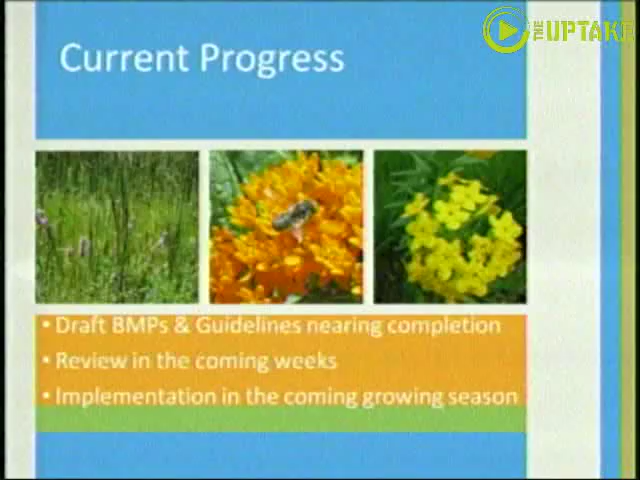 THE UPTAKE
Current Progress
• Draft BMPs & Guidelines nearing completion
• Review in the coming weeks
• Implementation in the coming growing season